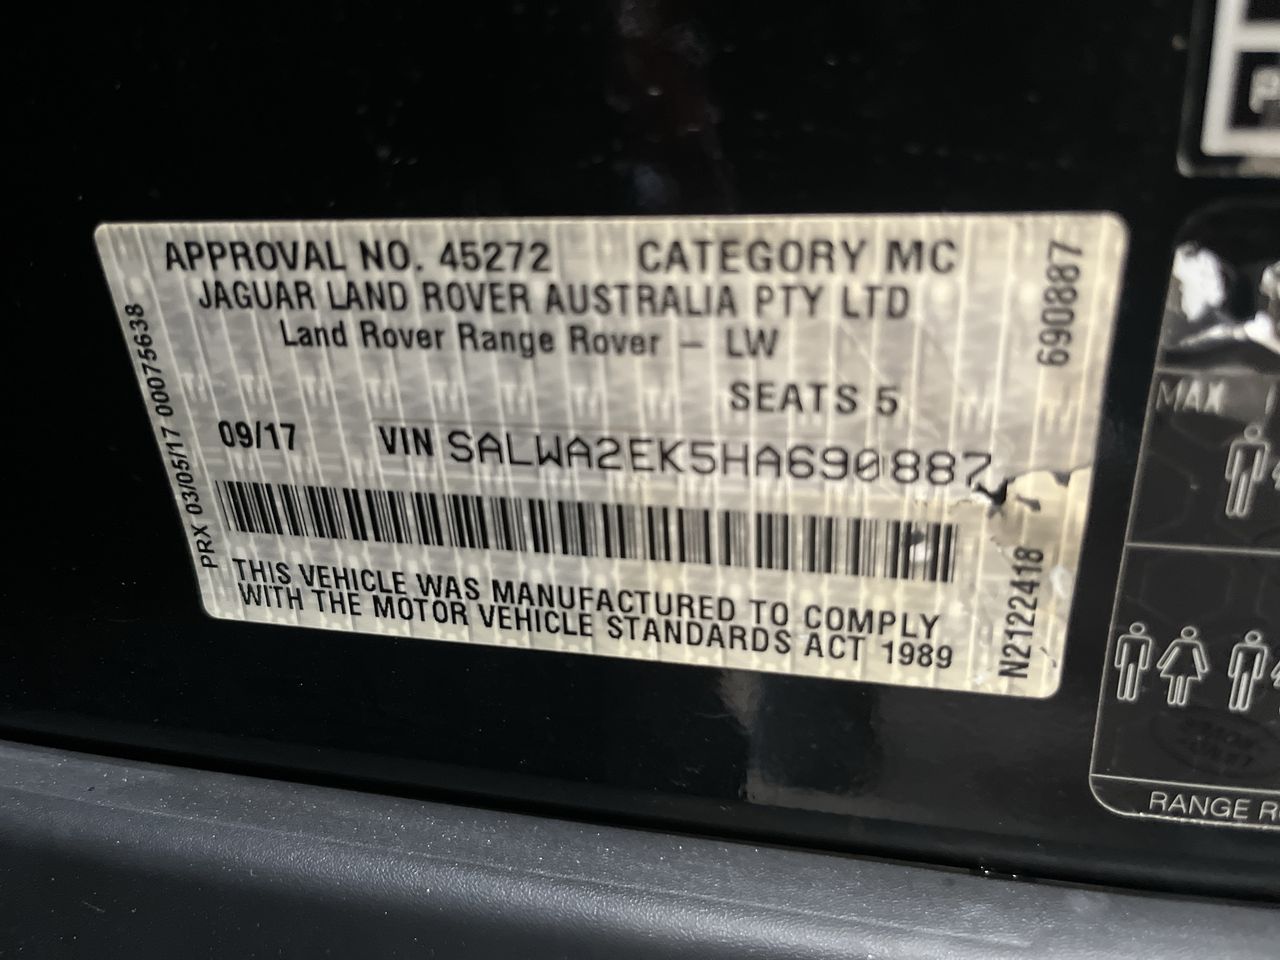 APPROVAL NO. 45272 CATEGORY MC
JAGUAR LAND ROVER AUSTRALIA PTY LTD
Land Rover Range Rover – LW
SEATS 5
09/17 VIN SALWA2EK5HA690887
THIS VEHICLE WAS MANUFACTURED TO COMPLY
WITH THE MOTOR VEHICLE STANDARDS ACT 1989
PRX 03/05/17 00075638
6908887
N2122418
MAX
RANGE